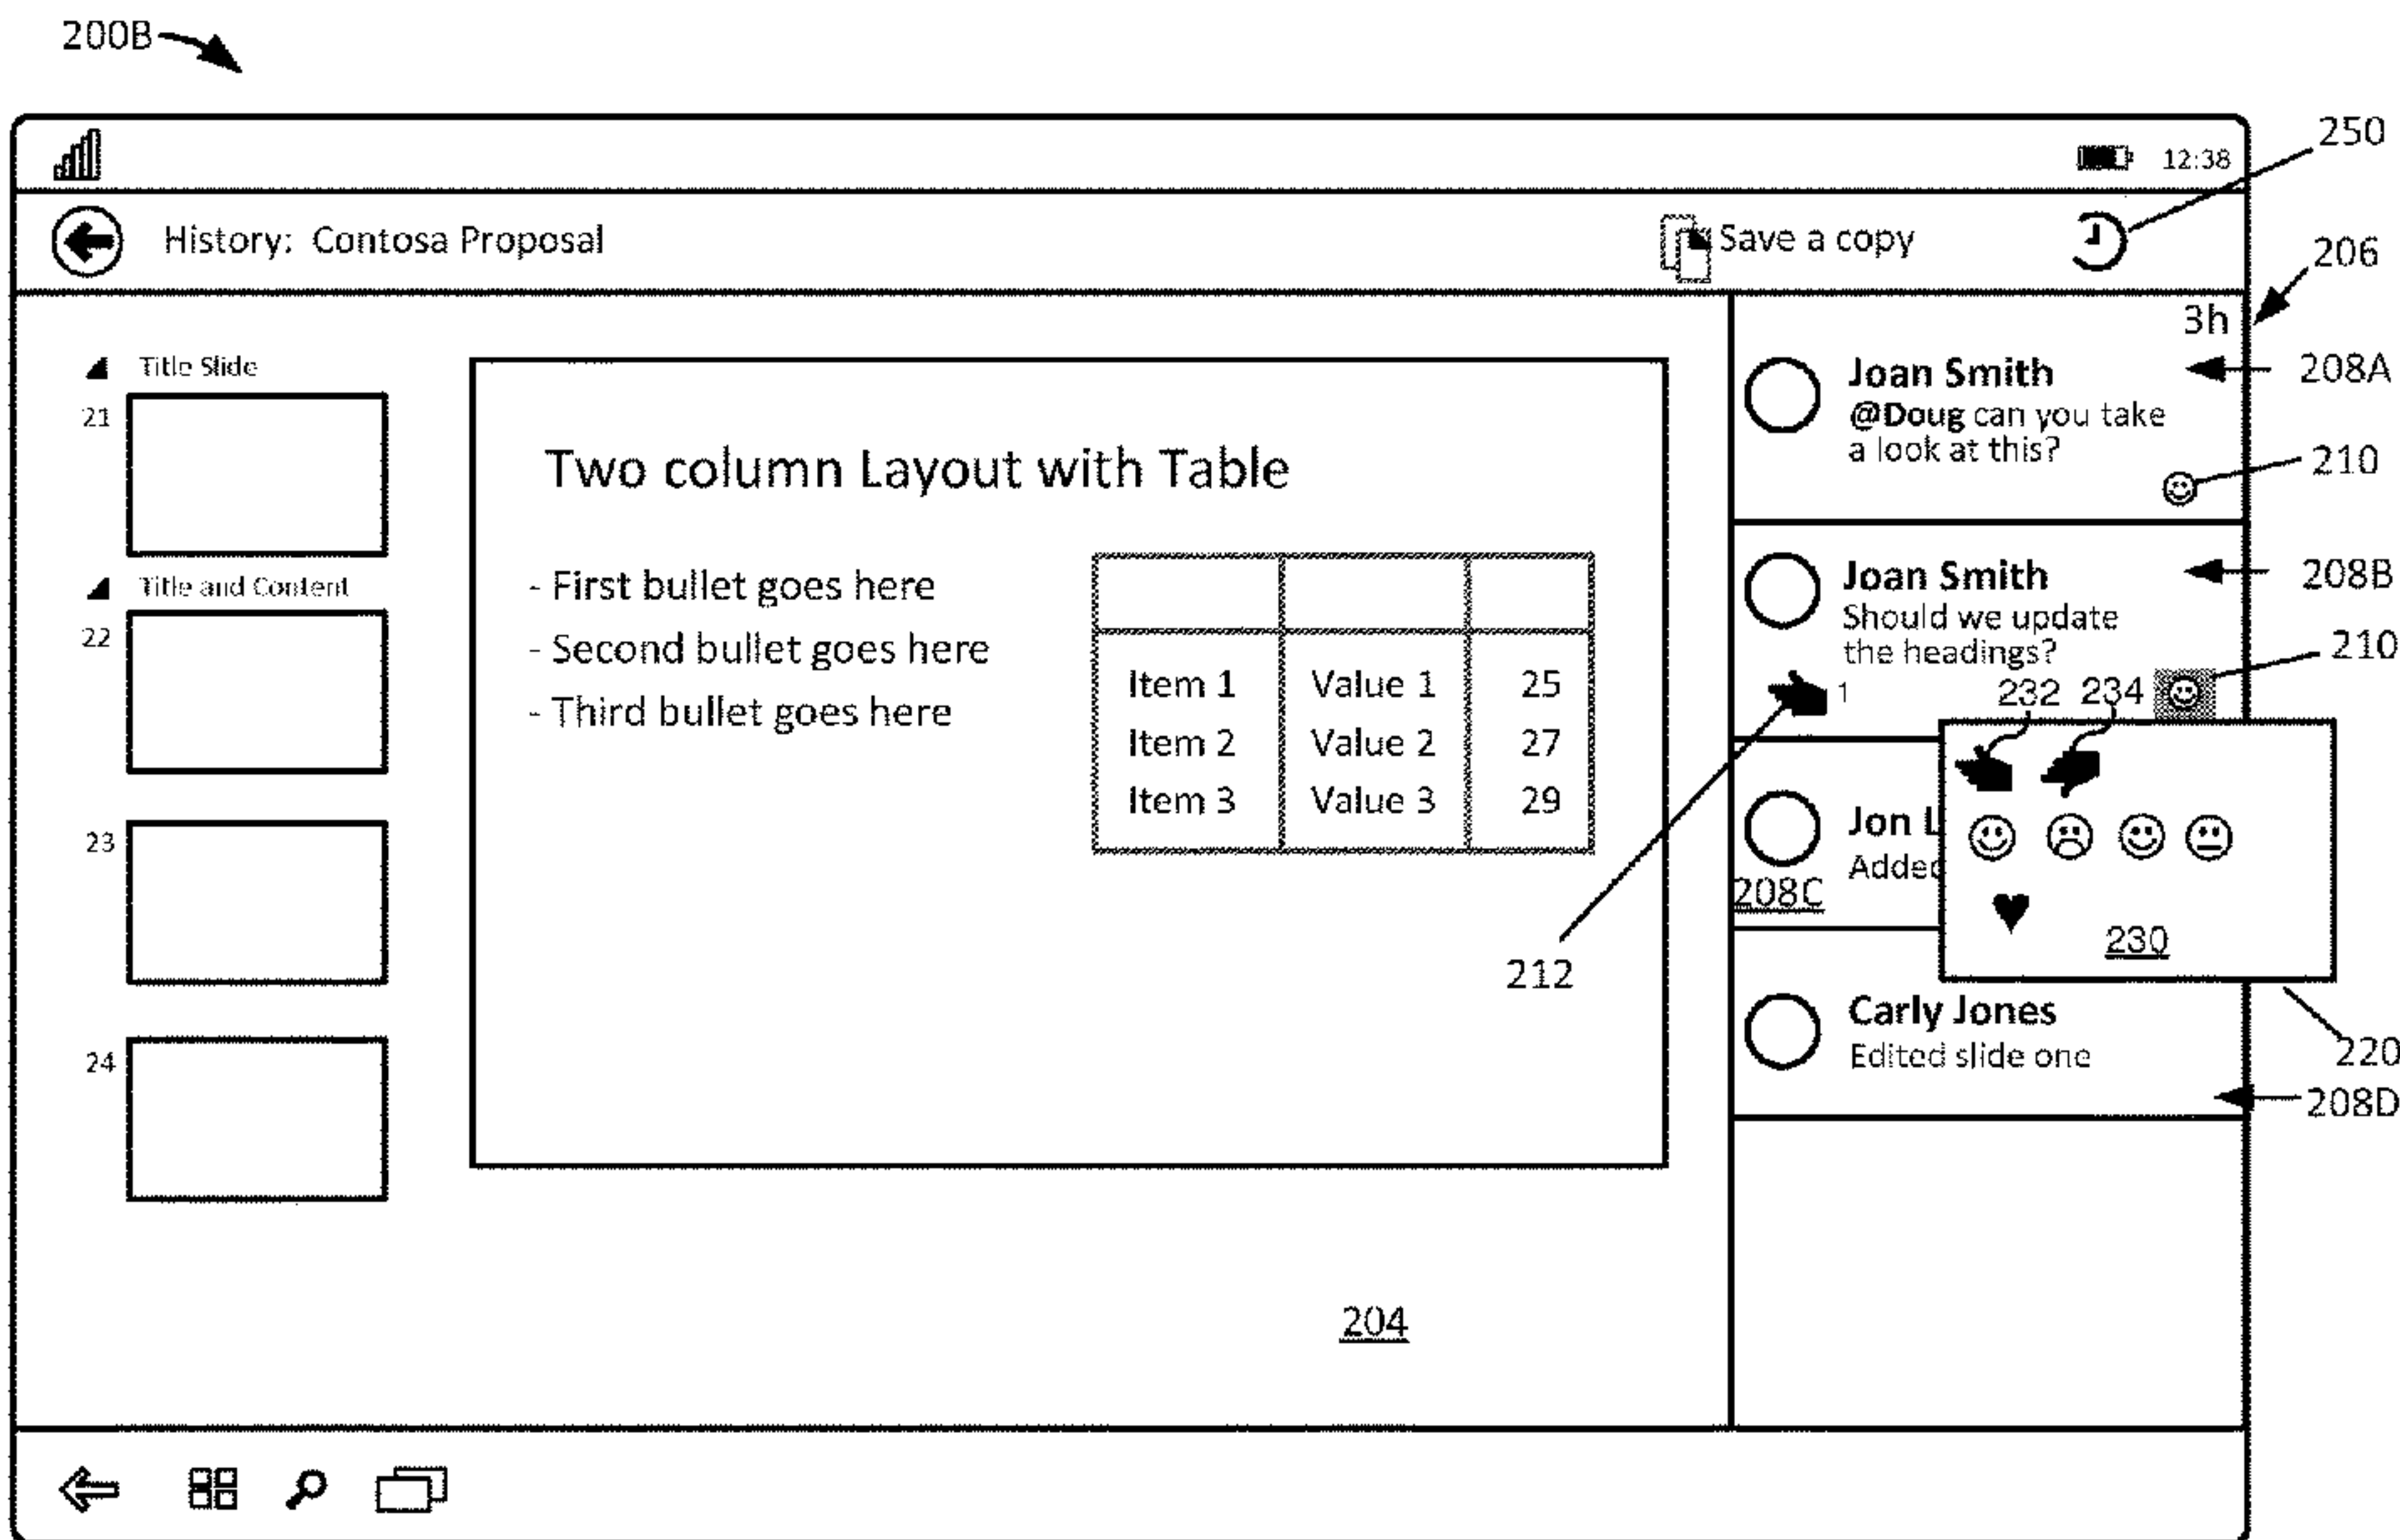 200B
12:38
250
History: Contosa Proposal
Save a copy
206
3h
Title Slide
21
Title and Content
22
23
24
Two column Layout with Table
- First bullet goes here
- Second bullet goes here
- Third bullet goes here
Item 1 Value 1 25
Item 2 Value 2 27
Item 3 Value 3 29
204
212
Joan Smith
208A
@Doug can you take
a look at this?
210
Joan Smith
208B
Should we update
the headings?
210
1
232 234
Jon L
Added
208C
230
220
Carly Jones
Edited slide one
208D